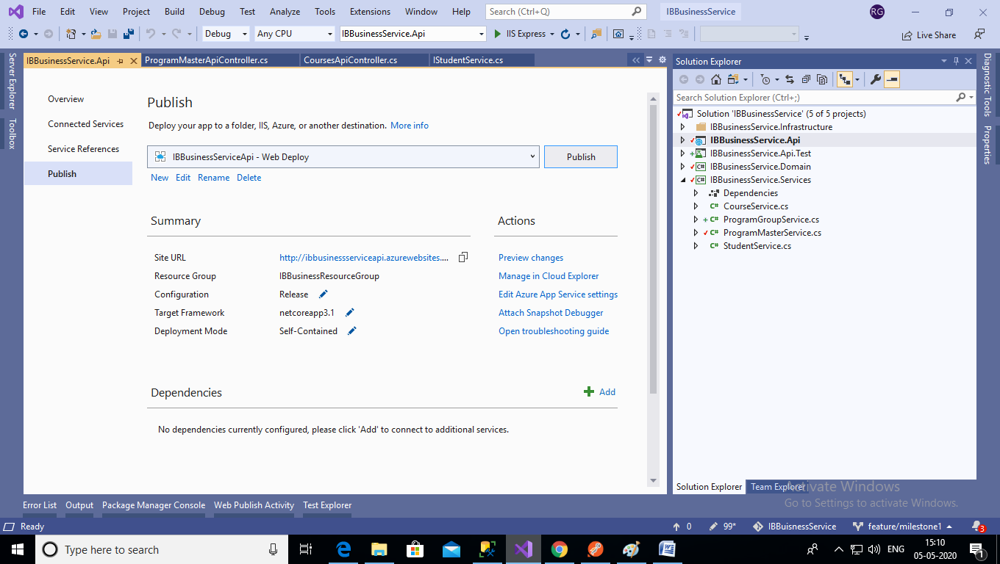 File Edit View Project Build Debug Test Analyze Tools Extensions Window Help Search (Ctrl+Q) IBBusinessService RG
Debug Any CPU IBBusinessService.Api IIS Express Live Share
Server Explorer
Toolbox
IBBusinessService.Api ProgramMasterApiController.cs CoursesApiController.cs IStudentService.cs
Overview
Connected Services
Service References
Publish
Publish
Deploy your app to a folder, IIS, Azure, or another destination. More info
IBBusinessServiceApi - Web Deploy Publish
New Edit Rename Delete
Summary
Site URL http://ibbusinessserviceapi.azurewebsites....
Resource Group IBBusinessResourceGroup
Configuration Release
Target Framework netcoreapp3.1
Deployment Mode Self-Contained
Actions
Preview changes
Manage in Cloud Explorer
Edit Azure App Service settings
Attach Snapshot Debugger
Open troubleshooting guide
Dependencies Add
No dependencies currently configured, please click 'Add' to connect to additional services.
Solution Explorer
Search Solution Explorer (Ctrl+;)
Solution 'IBBusinessService' (5 of 5 projects)
IBBusinessService.Infrastructure
IBBusinessService.Api
IBBusinessService.Api.Test
C# IBBusinessService.Domain
C# IBBusinessService.Services
Dependencies
C# CourseService.cs
C# ProgramGroupService.cs
C# ProgramMasterService.cs
C# StudentService.cs
Solution Explorer Team Explorer
Diagnostic Tools
Properties
Activate Windows
Go to Settings to activate Windows.
Error List Output Package Manager Console Web Publish Activity Test Explorer
Ready 0 99* IBBuisnessService feature/milestone1 3
Type here to search ENG 15:10
05-05-2020 1